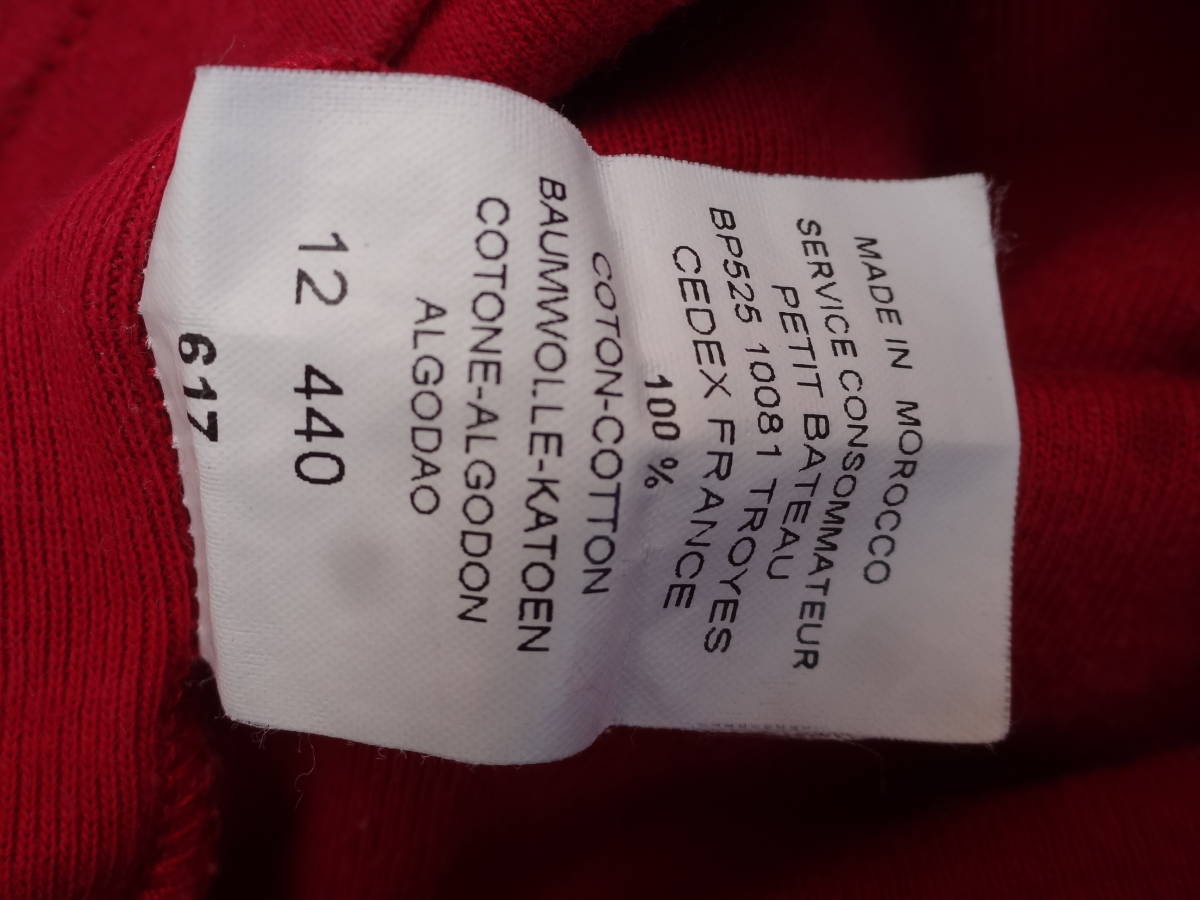 MADE IN MOROCCO
SERVICE CONSOMMATEUR
PETIT BATEAU
BP525 10081 TROYES
CEDEX FRANCE
100 %
COTON-COTTON
BAUMWOLLE-KATOEN
COTONE-ALGODON
ALGODAO
12 440
617